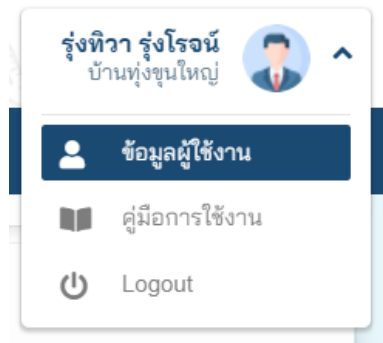 รุ่งทิวา รุ่งโรจน์
บ้านทุ่งขุนใหญ่
ข้อมูลผู้ใช้งาน
คู่มือการใช้งาน
Logout